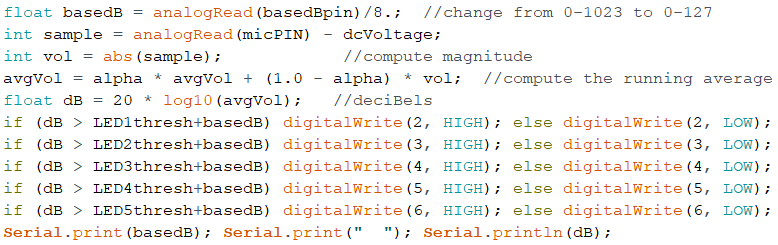 float basedB = analogRead(basedBpin)/8.;  //change from 0-1023 to 0-127
int sample = analogRead(micPIN) - dcVoltage;
int vol = abs(sample);            //compute magnitude
avgVol = alpha * avgVol + (1.0 - alpha) * vol;  //compute the running average
float dB = 20 * log10(avgVol);   //deciBels
if (dB > LED1thresh+basedB) digitalWrite(2, HIGH); else digitalWrite(2, LOW);
if (dB > LED2thresh+basedB) digitalWrite(3, HIGH); else digitalWrite(3, LOW);
if (dB > LED3thresh+basedB) digitalWrite(4, HIGH); else digitalWrite(4, LOW);
if (dB > LED4thresh+basedB) digitalWrite(5, HIGH); else digitalWrite(5, LOW);
if (dB > LED5thresh+basedB) digitalWrite(6, HIGH); else digitalWrite(6, LOW);
Serial.print(basedB); Serial.print("  "); Serial.println(dB);